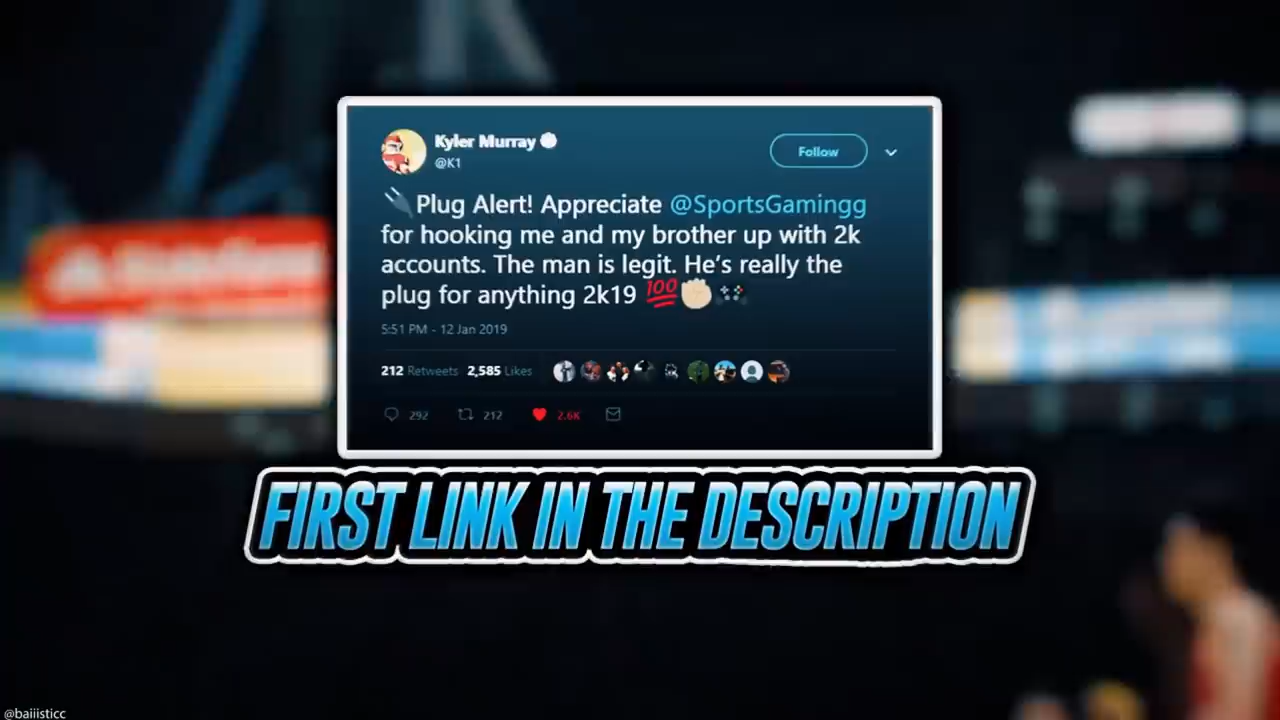 Kyler Murray
@K1
Follow
Plug Alert! Appreciate @SportsGamingg
for hooking me and my brother up with 2k
accounts. The man is legit. He's really the
plug for anything 2k19 💯✊🏻🎮
5:51 PM - 12 Jan 2019
212 Retweets 2,585 Likes
292 212 2.6K
FIRST LINK IN THE DESCRIPTION
@baiiisticc